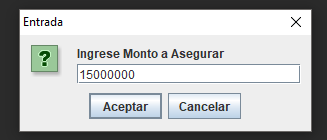 Entrada
Ingrese Monto a Asegurar
15000000
Aceptar Cancelar